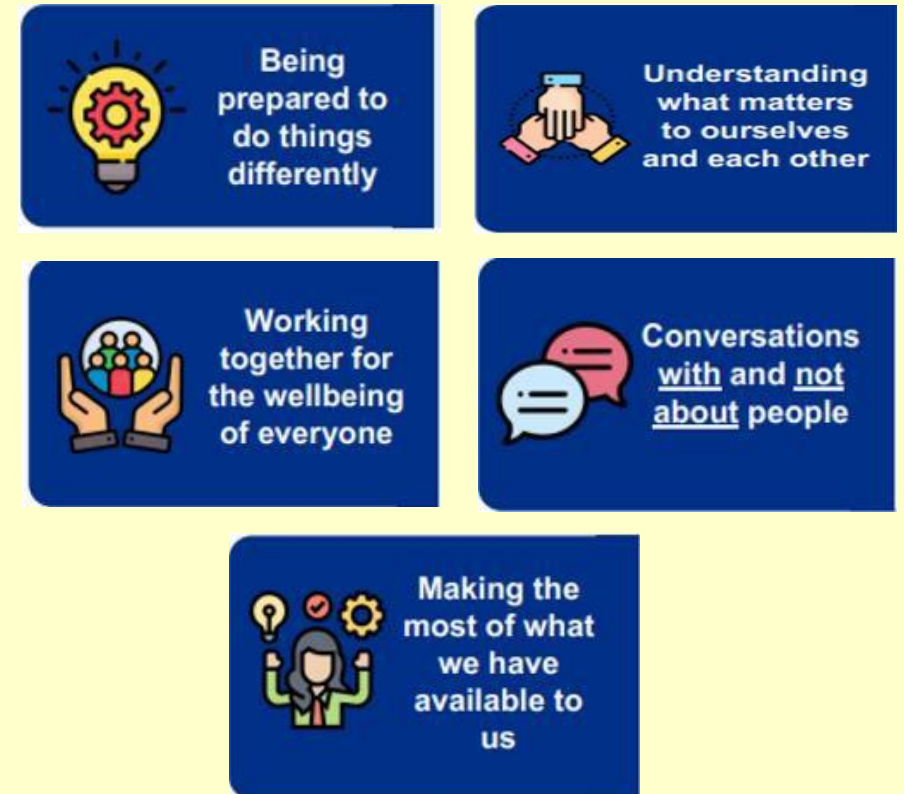 Being
prepared to
do things
differently
Understanding
what matters
to ourselves
and each other
Working
together for
the wellbeing
of everyone
Conversations
with and not
about people
Making the
most of what
we have
available to
us